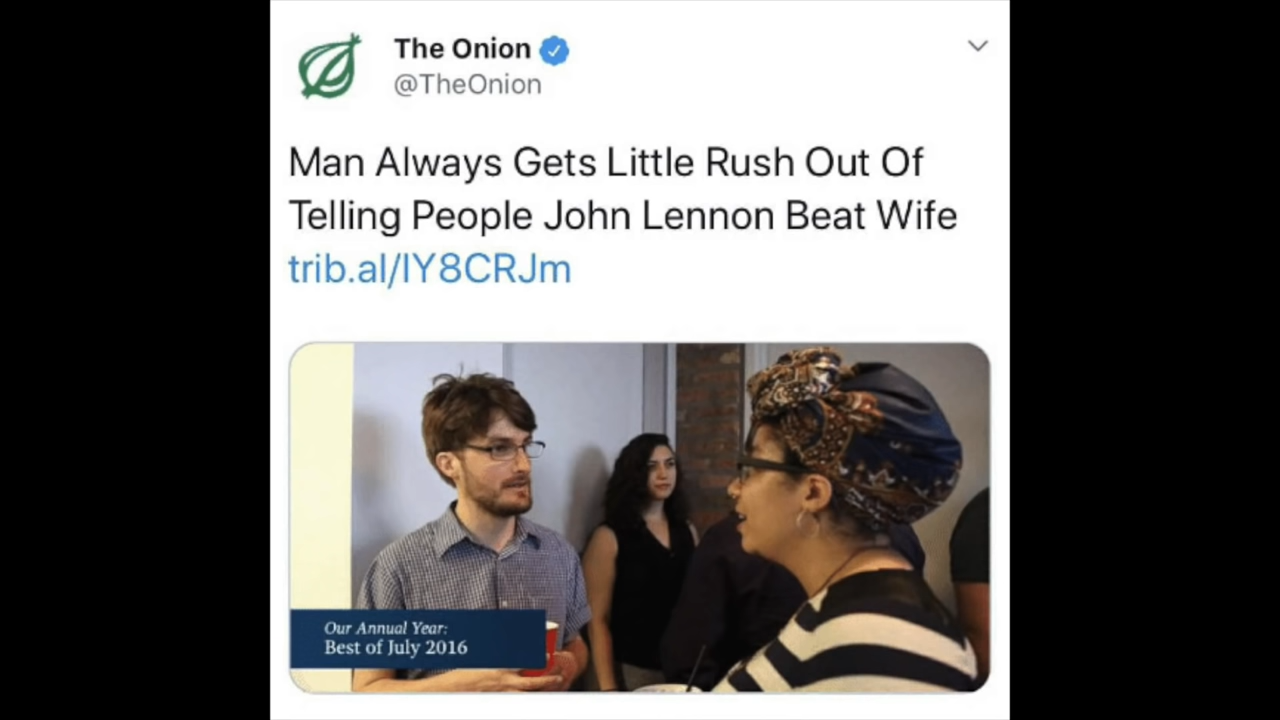 The Onion
@TheOnion
Man Always Gets Little Rush Out Of
Telling People John Lennon Beat Wife
trib.al/lY8CRJm
Our Annual Year:
Best of July 2016